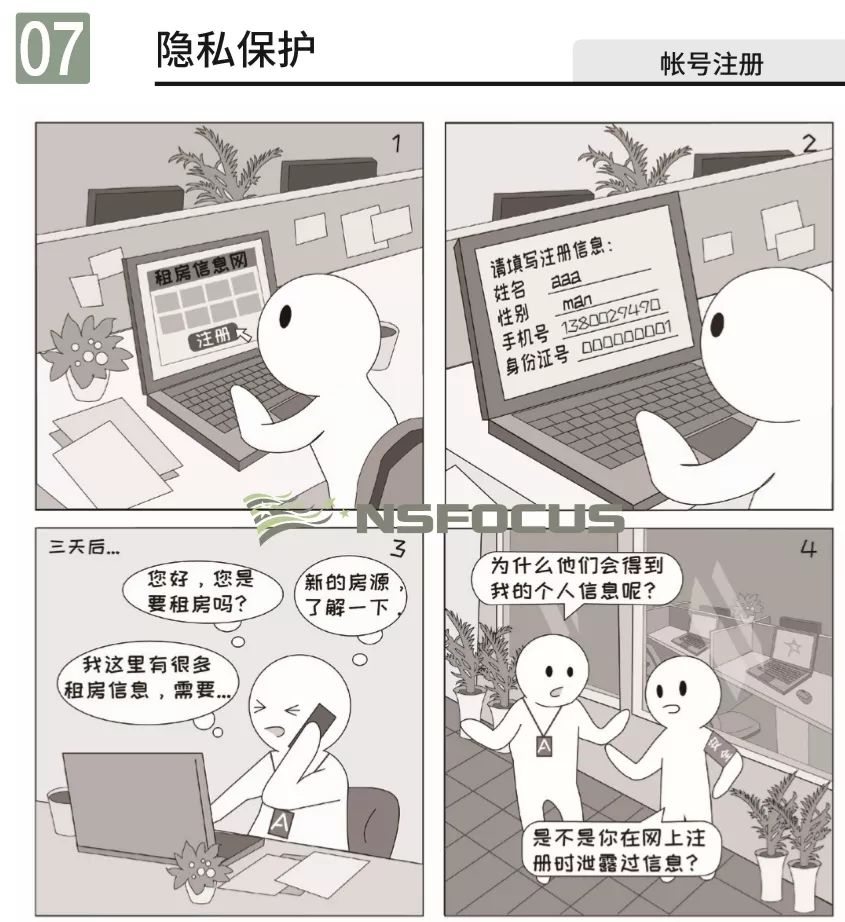 07
隐私保护
帐号注册
1
租房信息网
注册
2
请填写注册信息：
姓名 aaa
性别 man
手机号 1380029490
身份证号 000000001
NSFOCUS
三天后...
3
您好，您是
要租房吗？
新的房源，
了解一下.
我这里有很多
租房信息，需要...
A
4
为什么他们会得到
我的个人信息呢？
A
安全
是不是你在网上注
册时泄露过信息？